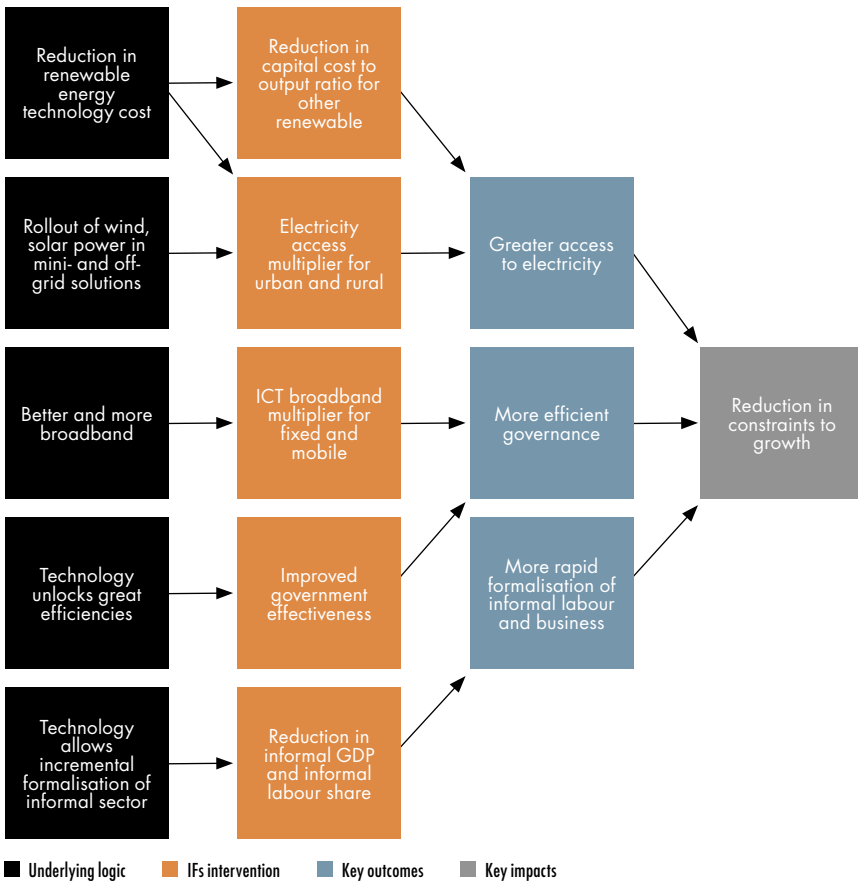 Reduction in
renewable
energy
technology cost
Reduction in
capital cost to
output ratio for
other
renewable
Rollout of wind,
solar power in
mini- and off-
grid solutions
Electricity
access
multiplier for
urban and rural
Greater access
to electricity
Better and more
broadband
ICT broadband
multiplier for
fixed and
mobile
More efficient
governance
Reduction in
constraints to
growth
Technology
unlocks great
efficiencies
Improved
government
effectiveness
More rapid
formalisation of
informal labour
and business
Technology
allows
incremental
formalisation of
informal sector
Reduction in
informal GDP
and informal
labour share
Underlying logic
IFs intervention
Key outcomes
Key impacts